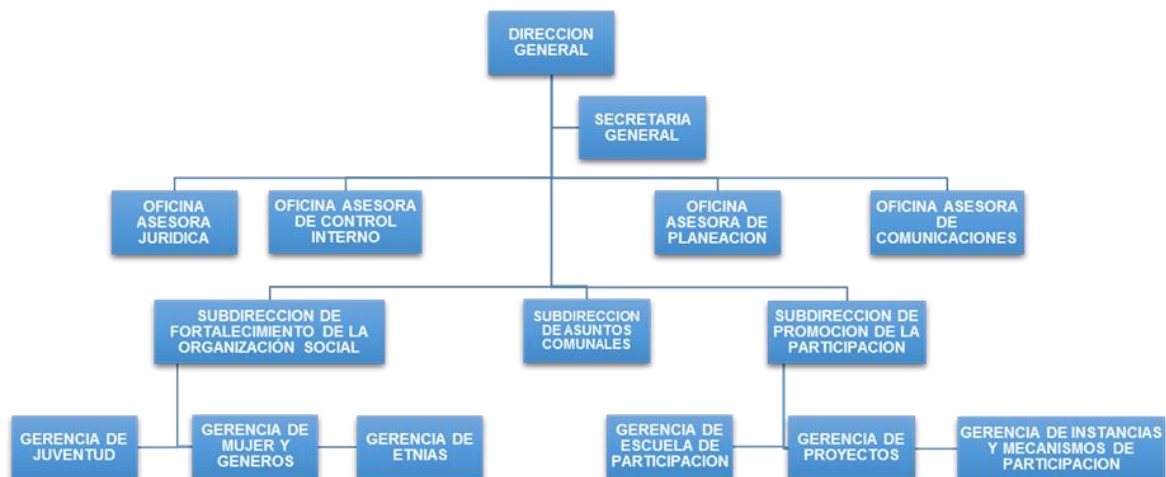 DIRECCION
GENERAL
SECRETARIA
GENERAL
OFICINA ASESORA
JURIDICA
OFICINA ASESORA
DE CONTROL
INTERNO
OFICINA
ASESORA DE
PLANEACION
OFICINA ASESORA
DE
COMUNICACIONES
SUBDIRECCION DE
FORTALECIMIENTO DE LA
ORGANIZACIÓN SOCIAL
SUBDIRECCION
DE ASUNTOS
COMUNALES
SUBDIRECCION DE
PROMOCION DE LA
PARTICIPACION
GERENCIA DE
JUVENTUD
GERENCIA DE
MUJER Y
GENEROS
GERENCIA DE
ETNIAS
GERENCIA DE
ESCUELA DE
PARTICIPACION
GERENCIA DE
PROYECTOS
GERENCIA DE INSTANCIAS
Y MECANISMOS DE
PARTICIPACION